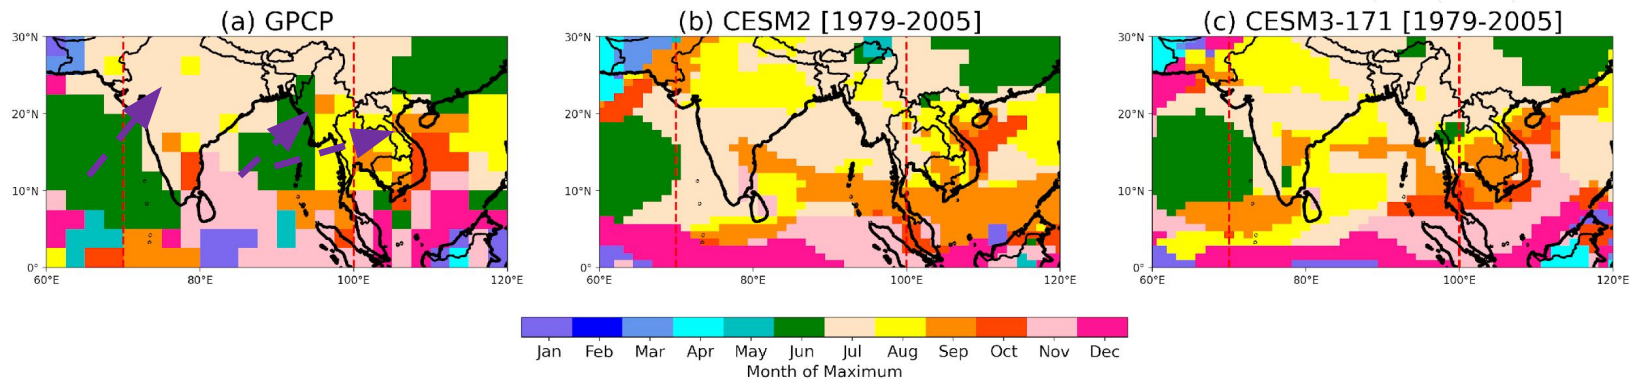 (a) GPCP
(b) CESM2 [1979-2005]
(c) CESM3-171 [1979-2005]
30°N
20°N
10°N
0°
60°E 80°E 100°E 120°E
30°N
20°N
10°N
0°
60°E 80°E 100°E 120°E
30°N
20°N
10°N
0°
60°E 80°E 100°E 120°E
Jan Feb Mar Apr May Jun Jul Aug Sep Oct Nov Dec
Month of Maximum